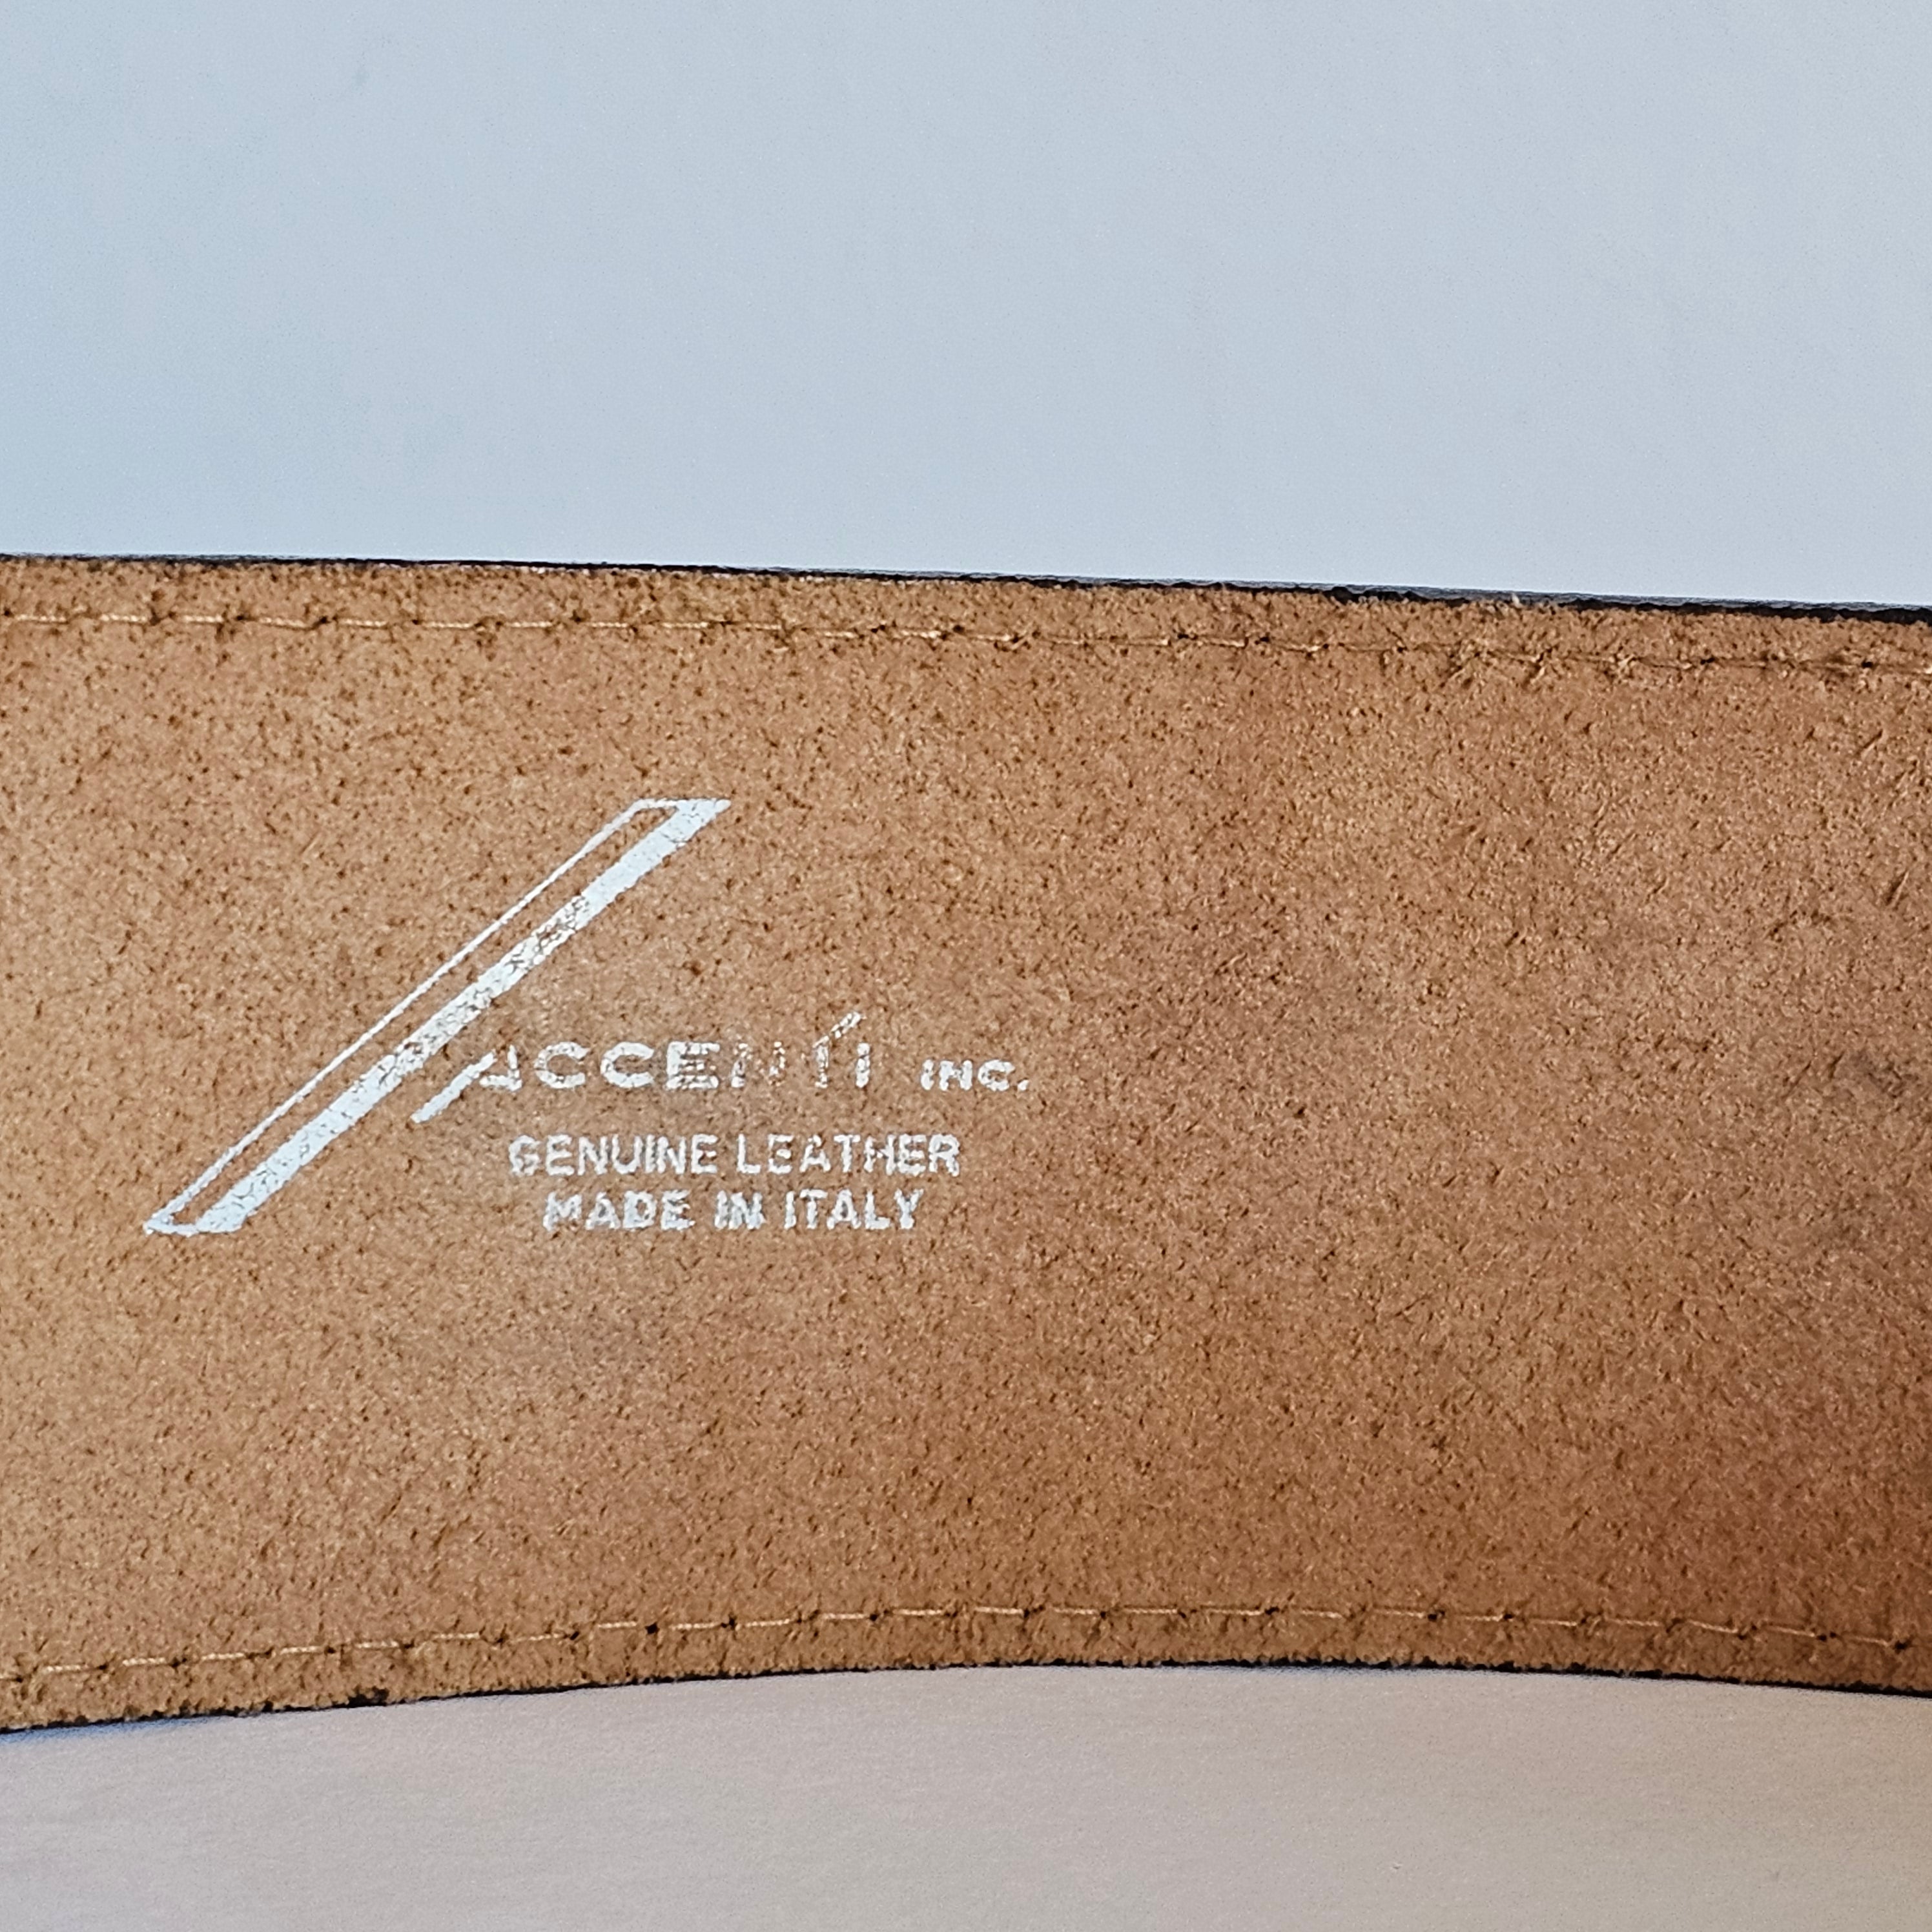 ACCENTI INC.
GENUINE LEATHER
MADE IN ITALY